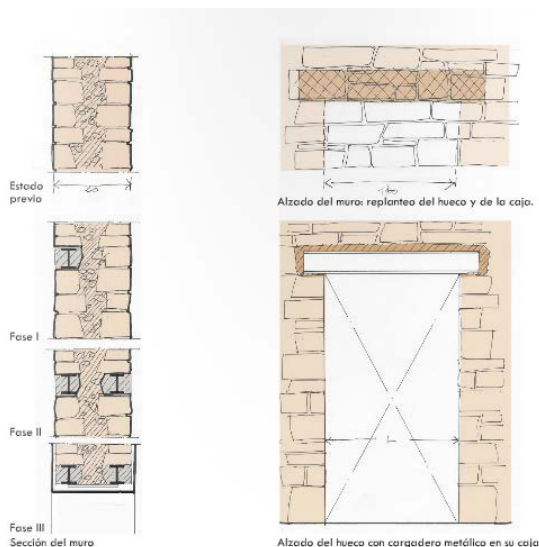 Estado
previo
60
Alzado del muro: replanteo del hueco y de la caja.
Fase I
Fase II
L
Fase III
Sección del muro
Alzado del hueco con cargadero metálico en su caja